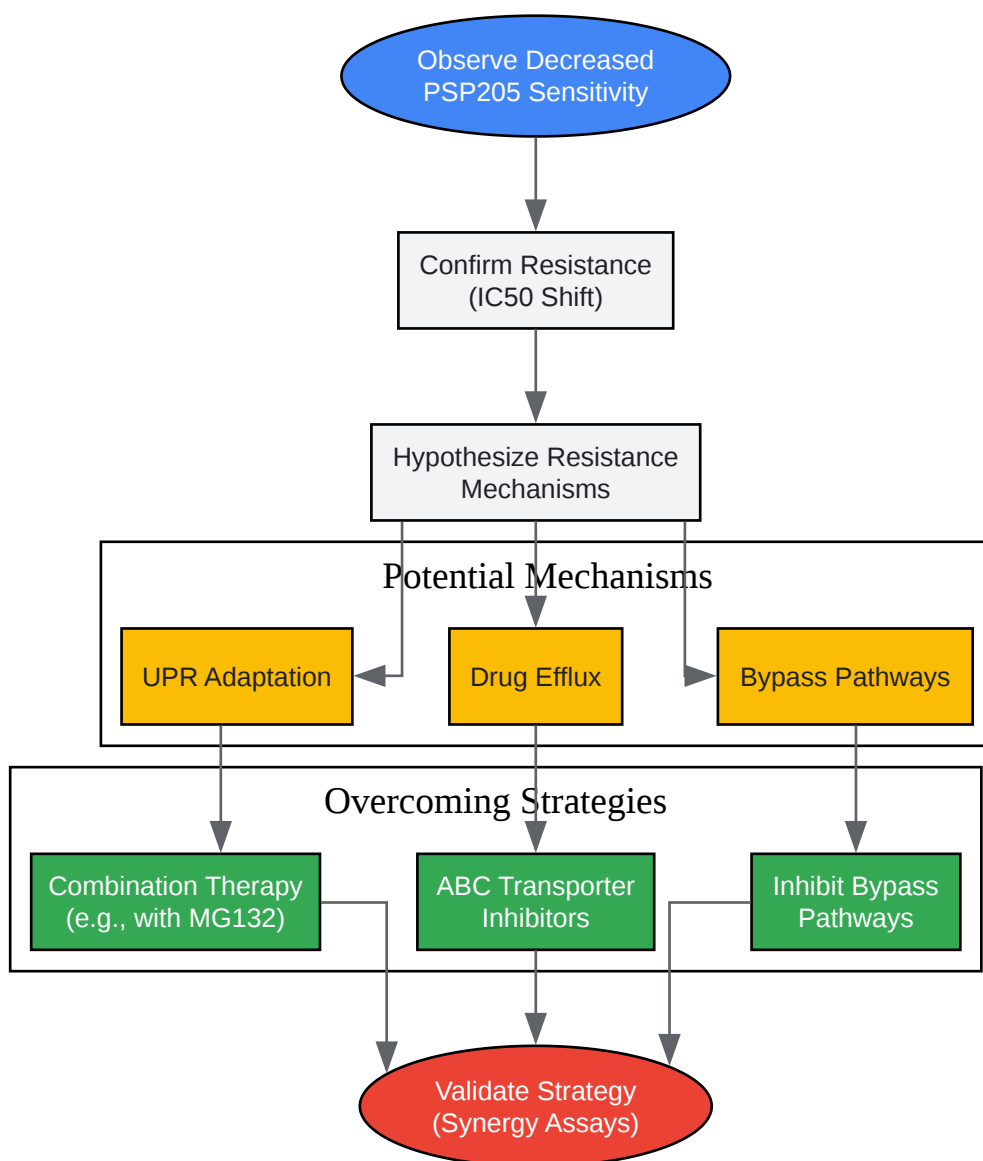 Observe Decreased
PSP205 Sensitivity
Confirm Resistance
(IC50 Shift)
Hypothesize Resistance
Mechanisms
Potential Mechanisms
UPR Adaptation
Drug Efflux
Bypass Pathways
Overcoming Strategies
Combination Therapy
(e.g., with MG132)
ABC Transporter
Inhibitors
Inhibit Bypass
Pathways
Validate Strategy
(Synergy Assays)